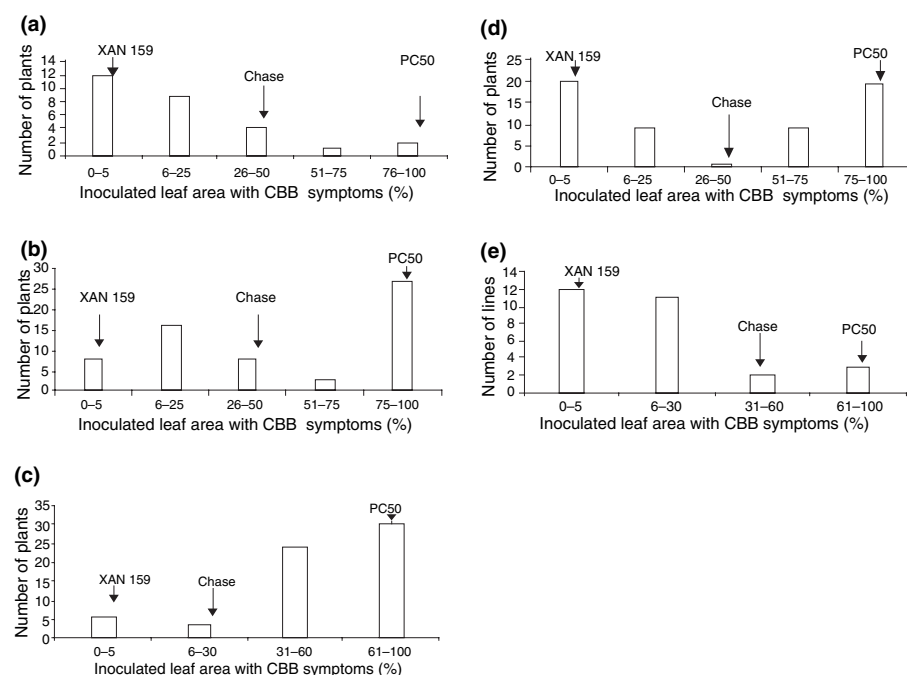 (a)
XAN 159
Chase
PC50
Number of plants
14
12
10
8
6
4
2
0
0–5 6–25 26–50 51–75 76–100
Inoculated leaf area with CBB symptoms (%)
(b)
XAN 159
Chase
PC50
Number of plants
30
25
20
15
10
5
0
0–5 6–25 26–50 51–75 75–100
Inoculated leaf area with CBB symptoms (%)
(c)
XAN 159
Chase
PC50
Number of plants
35
30
25
20
15
10
5
0
0–5 6–30 31–60 61–100
Inoculated leaf area with CBB symptoms (%)
(d)
XAN 159
Chase
PC50
Number of plants
25
20
15
10
5
0
0–5 6–25 26–50 51–75 75–100
Inoculated leaf area with CBB symptoms (%)
(e)
XAN 159
Chase
PC50
Number of lines
14
12
10
8
6
4
2
0
0–5 6–30 31–60 61–100
Inoculated leaf area with CBB symptoms (%)